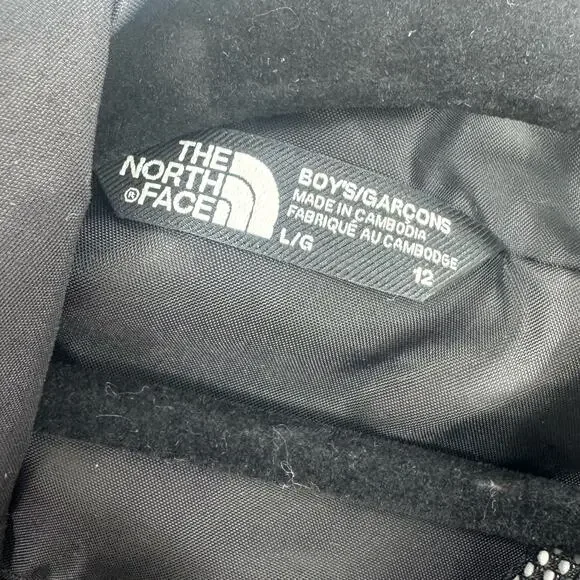 THE
NORTH
® FACE
BOY'S/GARÇONS
MADE IN CAMBODIA
FABRIQUÉ AU CAMBODGE
L/G
12